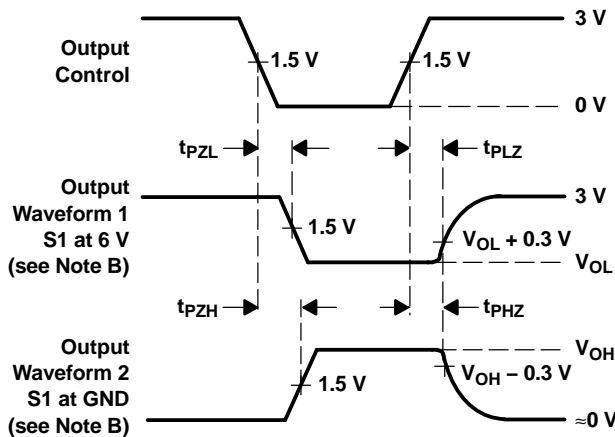 3 V
Output
Control
1.5 V
1.5 V
0 V
tPZL
tPLZ
Output
Waveform 1
S1 at 6 V
(see Note B)
3 V
1.5 V
VOL + 0.3 V
VOL
tPZH
tPHZ
Output
Waveform 2
S1 at GND
(see Note B)
VOH
1.5 V
VOH – 0.3 V
≈0 V